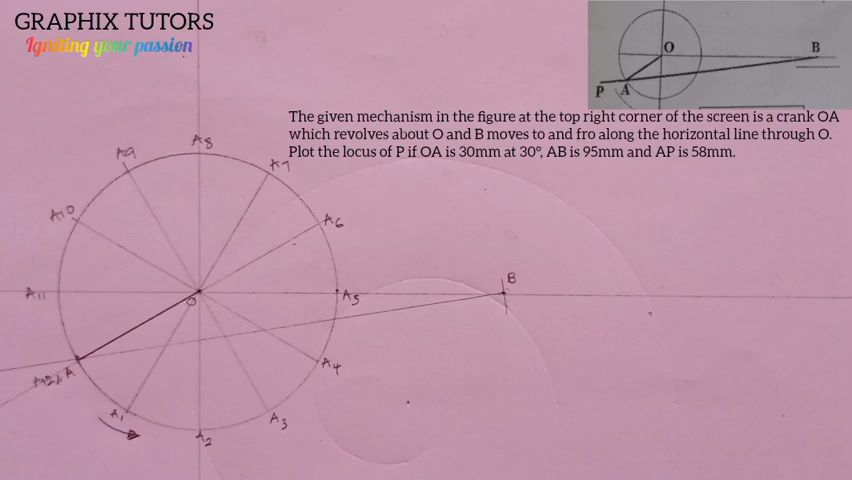 GRAPHIX TUTORS
Igniting your passion
O
B
P
A
The given mechanism in the figure at the top right corner of the screen is a crank OA
which revolves about O and B moves to and fro along the horizontal line through O.
Plot the locus of P if OA is 30mm at 30°, AB is 95mm and AP is 58mm.
A8
A9
A7
A10
A6
B
A11
O
A5
A4
A
A1
A3
A2